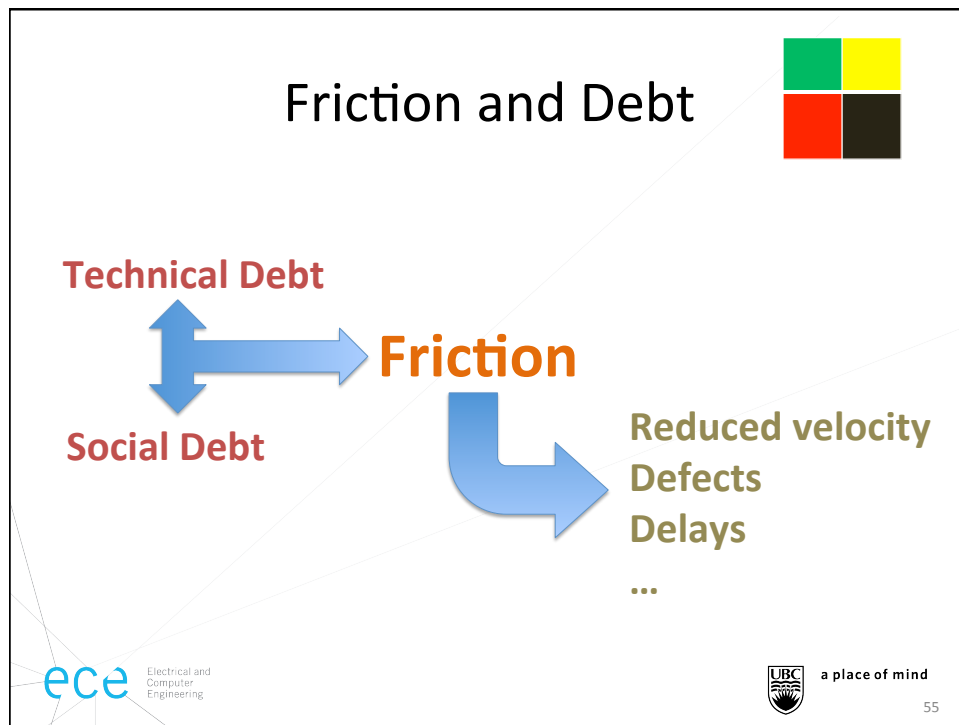 Friction and Debt
Technical Debt
Friction
Social Debt
Reduced velocity
Defects
Delays
...
ece
Electrical and
Computer
Engineering
UBC
a place of mind
55